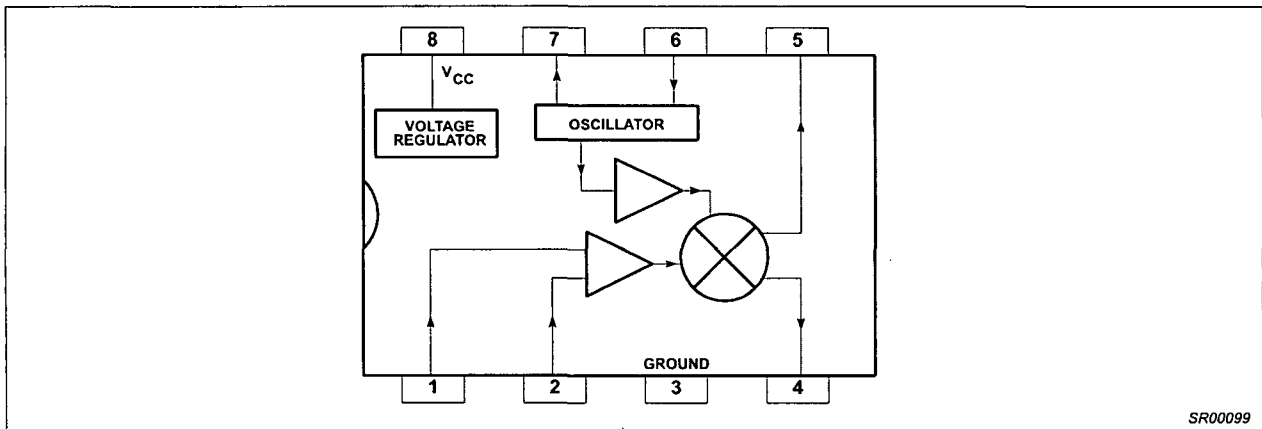 8 7 6 5
VCC
VOLTAGE
REGULATOR
OSCILLATOR
GROUND
1 2 3 4
SR00099